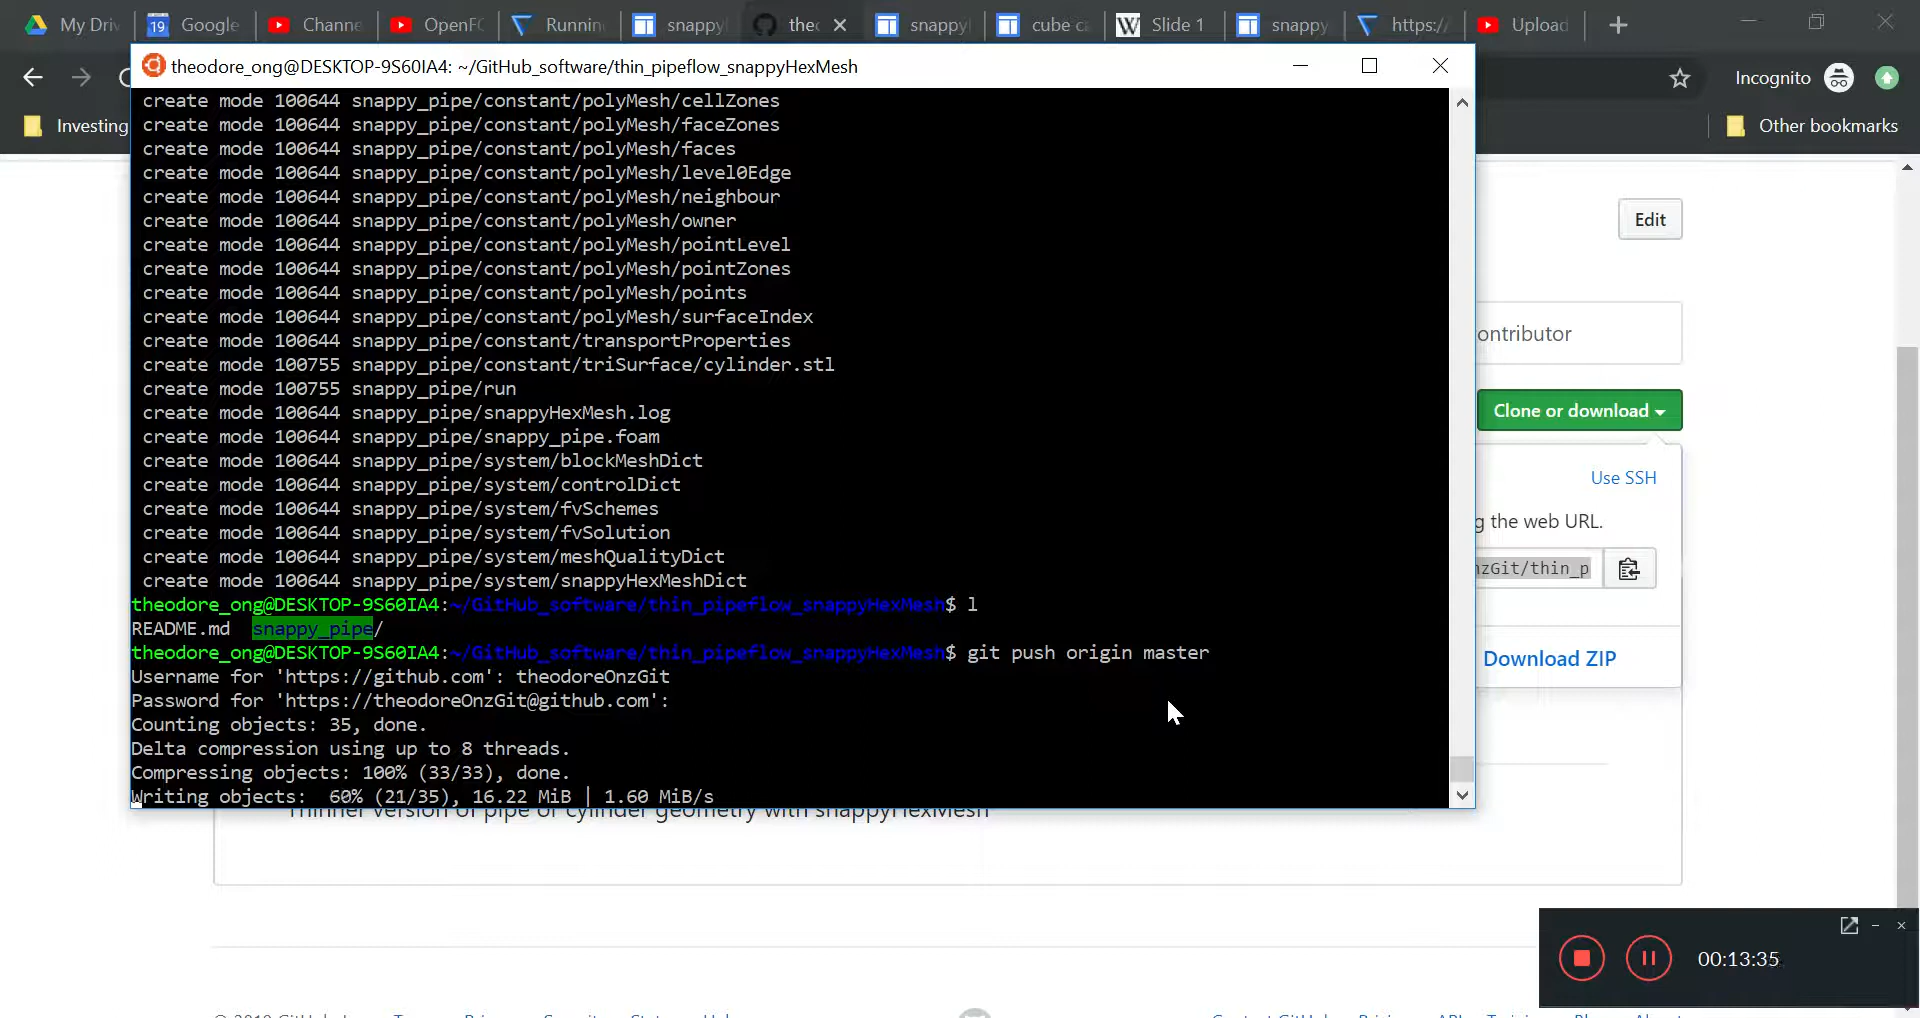 My Driv
19
Google
Channe
OpenFO
Runnin
snappy
the
snappy
cube ca
W
Slide 1
snappy
https:/
Upload
theodore_ong@DESKTOP-9S60IA4: ~/GitHub_software/thin_pipeflow_snappyHexMesh
Incognito
Investing
Other bookmarks
create mode 100644 snappy_pipe/constant/polyMesh/cellZones
create mode 100644 snappy_pipe/constant/polyMesh/faceZones
create mode 100644 snappy_pipe/constant/polyMesh/faces
create mode 100644 snappy_pipe/constant/polyMesh/level0Edge
create mode 100644 snappy_pipe/constant/polyMesh/neighbour
create mode 100644 snappy_pipe/constant/polyMesh/owner
create mode 100644 snappy_pipe/constant/polyMesh/pointLevel
create mode 100644 snappy_pipe/constant/polyMesh/pointZones
create mode 100644 snappy_pipe/constant/polyMesh/points
create mode 100644 snappy_pipe/constant/polyMesh/surfaceIndex
create mode 100644 snappy_pipe/constant/transportProperties
create mode 100755 snappy_pipe/constant/triSurface/cylinder.stl
create mode 100755 snappy_pipe/run
create mode 100644 snappy_pipe/snappyHexMesh.log
create mode 100644 snappy_pipe/snappy_pipe.foam
create mode 100644 snappy_pipe/system/blockMeshDict
create mode 100644 snappy_pipe/system/controlDict
create mode 100644 snappy_pipe/system/fvSchemes
create mode 100644 snappy_pipe/system/fvSolution
create mode 100644 snappy_pipe/system/meshQualityDict
create mode 100644 snappy_pipe/system/snappyHexMeshDict
theodore_ong@DESKTOP-9S60IA4:~/GitHub_software/thin_pipeflow_snappyHexMesh$ l
README.md snappy_pipe/
theodore_ong@DESKTOP-9S60IA4:~/GitHub_software/thin_pipeflow_snappyHexMesh$ git push origin master
Username for 'https://github.com': theodoreOnzGit
Password for 'https://theodoreOnzGit@github.com':
Counting objects: 35, done.
Delta compression using up to 8 threads.
Compressing objects: 100% (33/33), done.
Writing objects: 60% (21/35), 16.22 MiB | 1.60 MiB/s
Edit
ontributor
Clone or download
Use SSH
g the web URL.
nzGit/thin_p
Download ZIP
Thinner version of pipe or cylinder geometry with snappyHexMesh
00:13:35